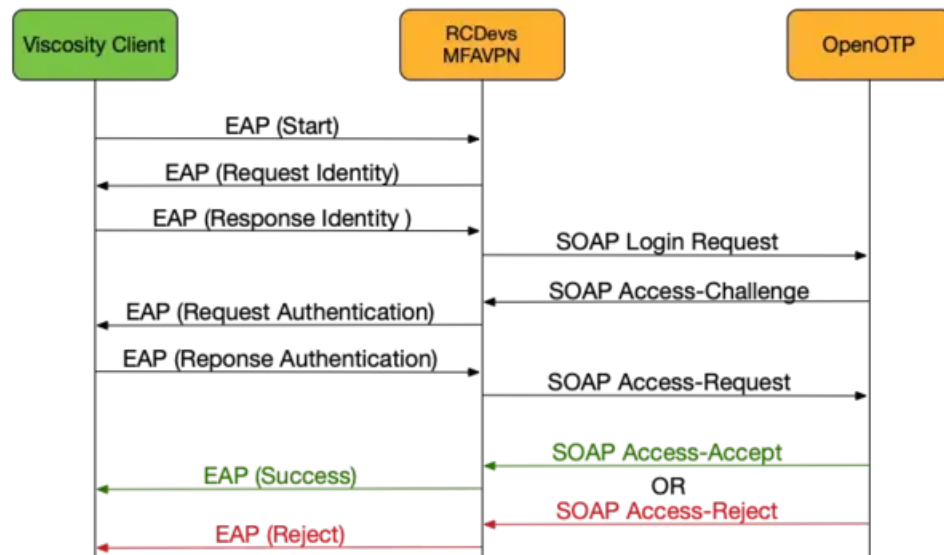 Viscosity Client
RCDevs
MFAVPN
OpenOTP
EAP (Start)
EAP (Request Identity)
EAP (Response Identity )
SOAP Login Request
SOAP Access-Challenge
EAP (Request Authentication)
EAP (Reponse Authentication)
SOAP Access-Request
SOAP Access-Accept
EAP (Success)
OR
SOAP Access-Reject
EAP (Reject)